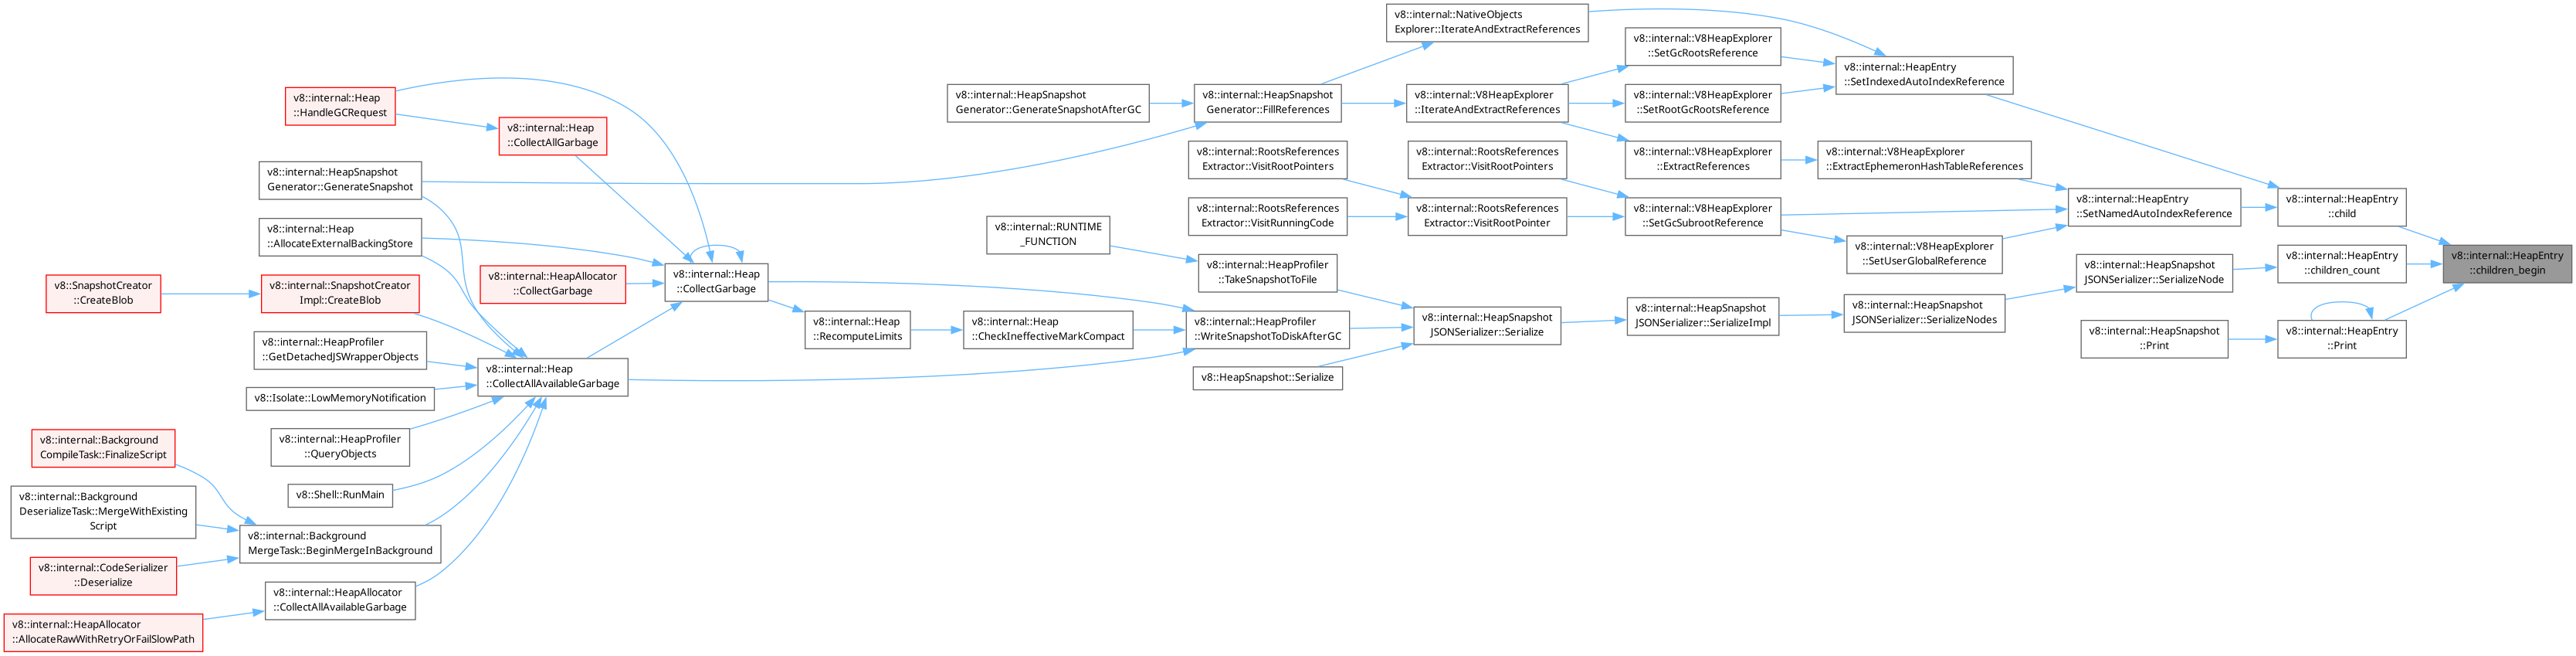 v8::internal::NativeObjects
Explorer::IterateAndExtractReferences
v8::internal::V8HeapExplorer
::SetGcRootsReference
v8::internal::HeapEntry
::SetIndexedAutoIndexReference
v8::internal::Heap
::HandleGCRequest
v8::internal::HeapSnapshot
Generator::GenerateSnapshotAfterGC
v8::internal::HeapSnapshot
Generator::FillReferences
v8::internal::V8HeapExplorer
::IterateAndExtractReferences
v8::internal::V8HeapExplorer
::SetRootGcRootsReference
v8::internal::Heap
::CollectAllGarbage
v8::internal::RootsReferences
Extractor::VisitRootPointers
v8::internal::RootsReferences
Extractor::VisitRootPointers
v8::internal::V8HeapExplorer
::ExtractReferences
v8::internal::V8HeapExplorer
::ExtractEphemeronHashTableReferences
v8::internal::HeapSnapshot
Generator::GenerateSnapshot
v8::internal::RootsReferences
Extractor::VisitRunningCode
v8::internal::RootsReferences
Extractor::VisitRootPointer
v8::internal::V8HeapExplorer
::SetGcSubrootReference
v8::internal::HeapEntry
::SetNamedAutoIndexReference
v8::internal::HeapEntry
::child
v8::internal::Heap
::AllocateExternalBackingStore
v8::internal::RUNTIME
_FUNCTION
v8::internal::V8HeapExplorer
::SetUserGlobalReference
v8::internal::HeapEntry
::children_count
v8::internal::HeapEntry
::children_begin
v8::SnapshotCreator
::CreateBlob
v8::internal::SnapshotCreator
Impl::CreateBlob
v8::internal::HeapAllocator
::CollectGarbage
v8::internal::Heap
::CollectGarbage
v8::internal::HeapProfiler
::TakeSnapshotToFile
v8::internal::HeapSnapshot
JSONSerializer::SerializeNode
v8::internal::HeapProfiler
::GetDetachedJSWrapperObjects
v8::internal::Heap
::RecomputeLimits
v8::internal::Heap
::CheckIneffectiveMarkCompact
v8::internal::HeapProfiler
::WriteSnapshotToDiskAfterGC
v8::internal::HeapSnapshot
JSONSerializer::Serialize
v8::internal::HeapSnapshot
JSONSerializer::SerializeImpl
v8::internal::HeapSnapshot
JSONSerializer::SerializeNodes
v8::internal::HeapSnapshot
::Print
v8::internal::HeapEntry
::Print
v8::internal::Heap
::CollectAllAvailableGarbage
v8::HeapSnapshot::Serialize
v8::Isolate::LowMemoryNotification
v8::internal::HeapProfiler
::QueryObjects
v8::internal::Background
CompileTask::FinalizeScript
v8::Shell::RunMain
v8::internal::Background
DeserializeTask::MergeWithExisting
Script
v8::internal::Background
MergeTask::BeginMergeInBackground
v8::internal::CodeSerializer
::Deserialize
v8::internal::HeapAllocator
::CollectAllAvailableGarbage
v8::internal::HeapAllocator
::AllocateRawWithRetryOrFailSlowPath